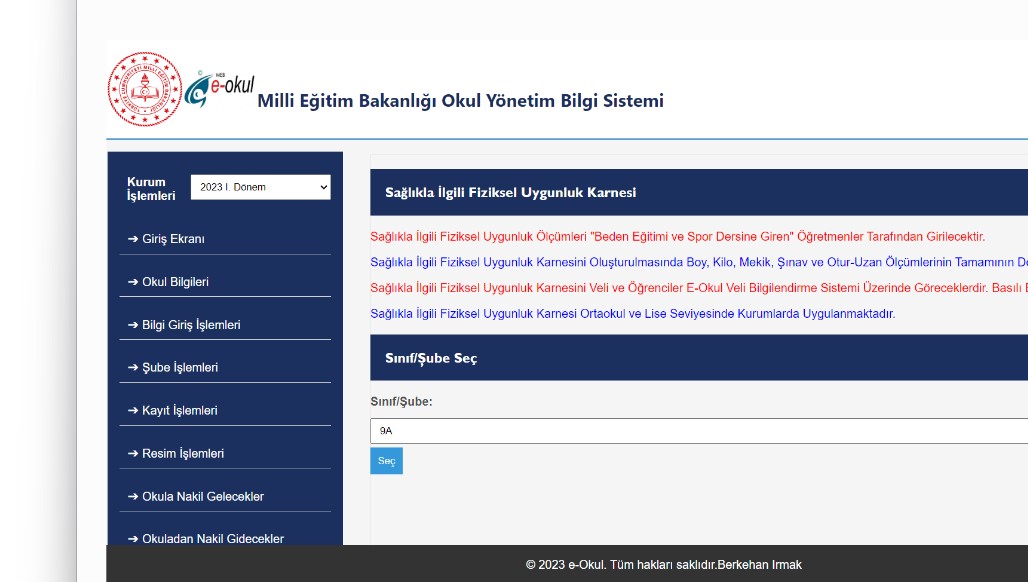 MEB
e-okul
Milli Eğitim Bakanlığı Okul Yönetim Bilgi Sistemi
Kurum İşlemleri
2023 I. Dönem
➔ Giriş Ekranı
➔ Okul Bilgileri
➔ Bilgi Giriş İşlemleri
➔ Şube İşlemleri
➔ Kayıt İşlemleri
➔ Resim İşlemleri
➔ Okula Nakil Gelecekler
➔ Okuladan Nakil Gidecekler
Sağlıkla İlgili Fiziksel Uygunluk Karnesi
Sağlıkla İlgili Fiziksel Uygunluk Ölçümleri "Beden Eğitimi ve Spor Dersine Giren" Öğretmenler Tarafından Girilecektir.
Sağlıkla İlgili Fiziksel Uygunluk Karnesini Oluşturulmasında Boy, Kilo, Mekik, Şınav ve Otur-Uzan Ölçümlerinin Tamamının
Sağlıkla İlgili Fiziksel Uygunluk Karnesini Veli ve Öğrenciler E-Okul Veli Bilgilendirme Sistemi Üzerinde Göreceklerdir. Basılı
Sağlıkla İlgili Fiziksel Uygunluk Karnesi Ortaokul ve Lise Seviyesinde Kurumlarda Uygulanmaktadır.
Sınıf/Şube Seç
Sınıf/Şube:
9A
Seç
© 2023 e-Okul. Tüm hakları saklıdır.Berkehan Irmak